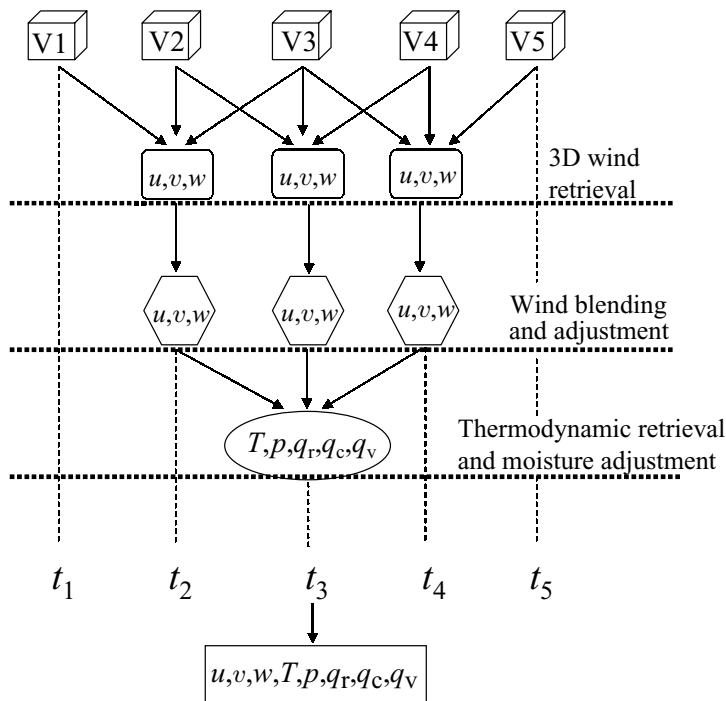 V1 V2 V3 V4 V5
u,v,w u,v,w u,v,w
3D wind
retrieval
u,v,w u,v,w u,v,w
Wind blending
and adjustment
T,p,qr,qc,qv
Thermodynamic retrieval
and moisture adjustment
t1 t2 t3 t4 t5
u,v,w,T,p,qr,qc,qv